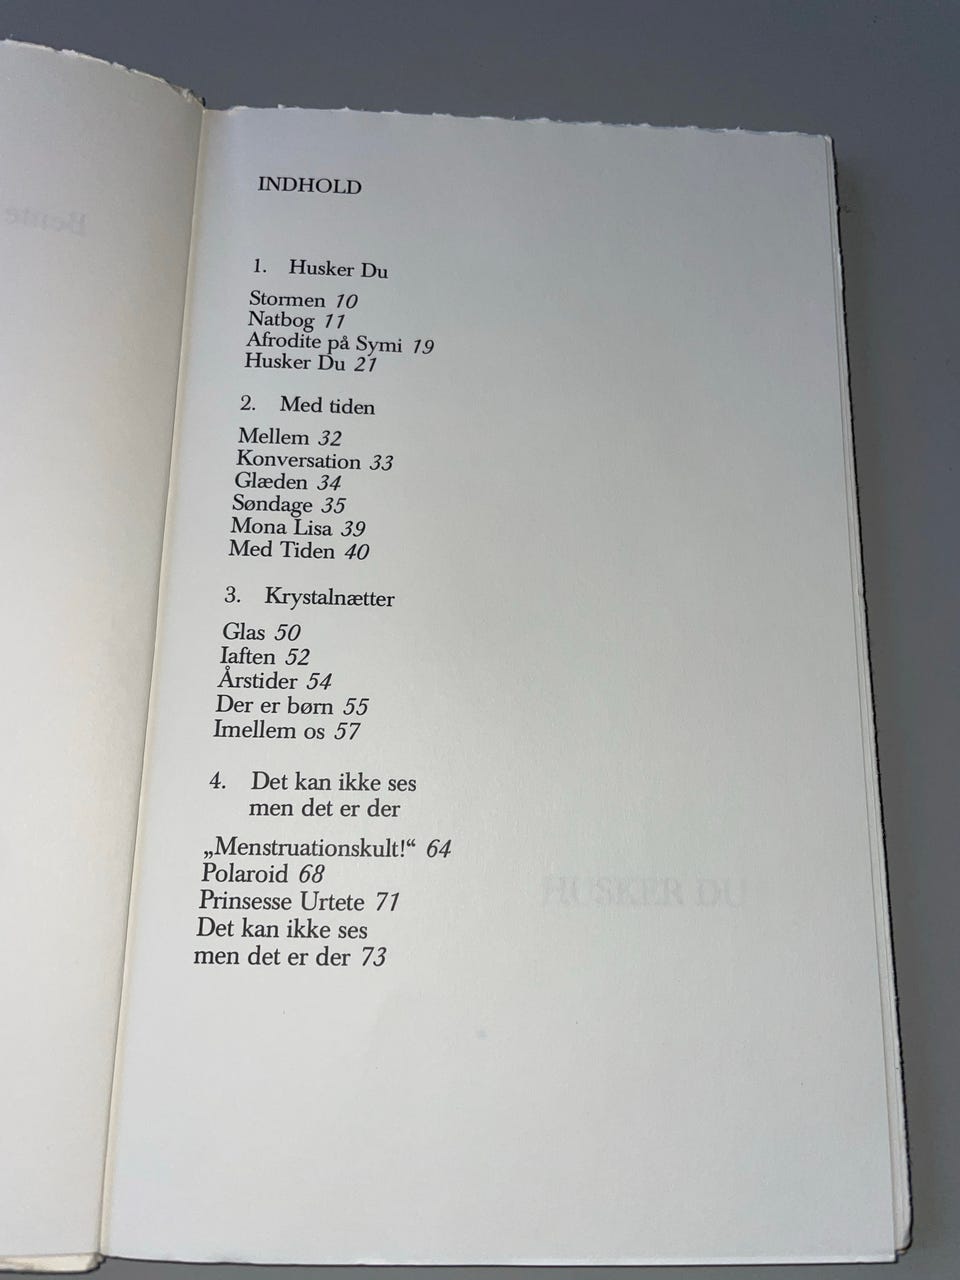 INDHOLD
1. Husker Du
Stormen 10
Natbog 11
Afrodite på Symi 19
Husker Du 21
2. Med tiden
Mellem 32
Konversation 33
Glæden 34
Søndage 35
Mona Lisa 39
Med Tiden 40
3. Krystalnætter
Glas 50
Iaften 52
Årstider 54
Der er børn 55
Imellem os 57
4. Det kan ikke ses
men det er der
„Menstruationskult!“ 64
Polaroid 68
Prinsesse Urtete 71
Det kan ikke ses
men det er der 73
HUSKER DU
Bente